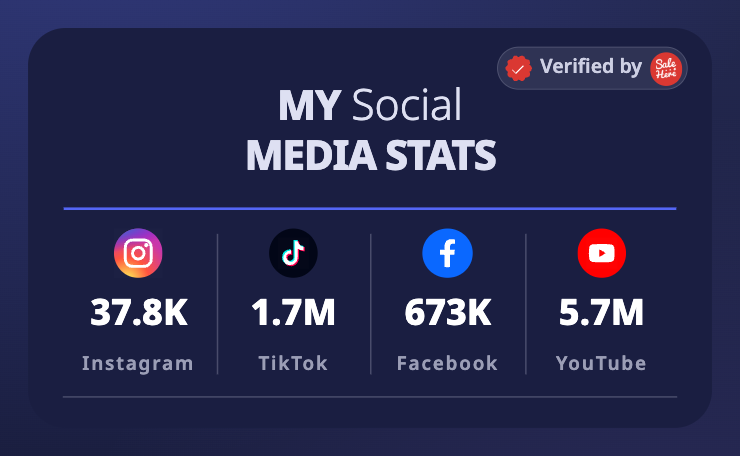 Verified by
Sale
Here
MY Social
MEDIA STATS
37.8K
1.7M
673K
5.7M
Instagram
TikTok
Facebook
YouTube